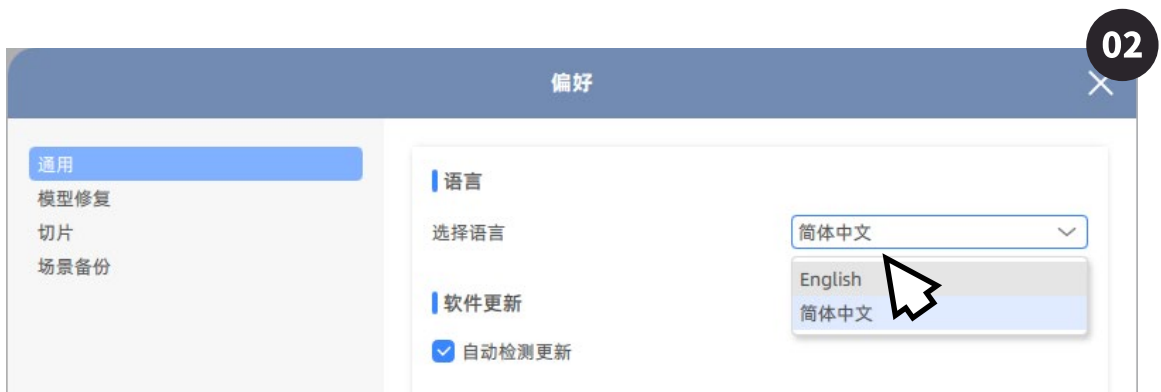 02
偏好
通用
模型修复
切片
场景备份
语言
选择语言
简体中文
English
简体中文
软件更新
自动检测更新